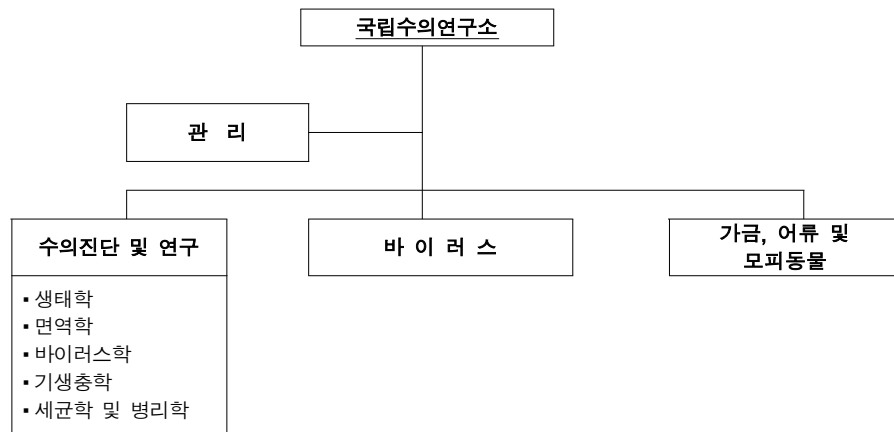 국립수의연구소
관 리
수의진단 및 연구
바 이 러 스
가금, 어류 및
모피동물
▪ 생태학
▪ 면역학
▪ 바이러스학
▪ 기생충학
▪ 세균학 및 병리학